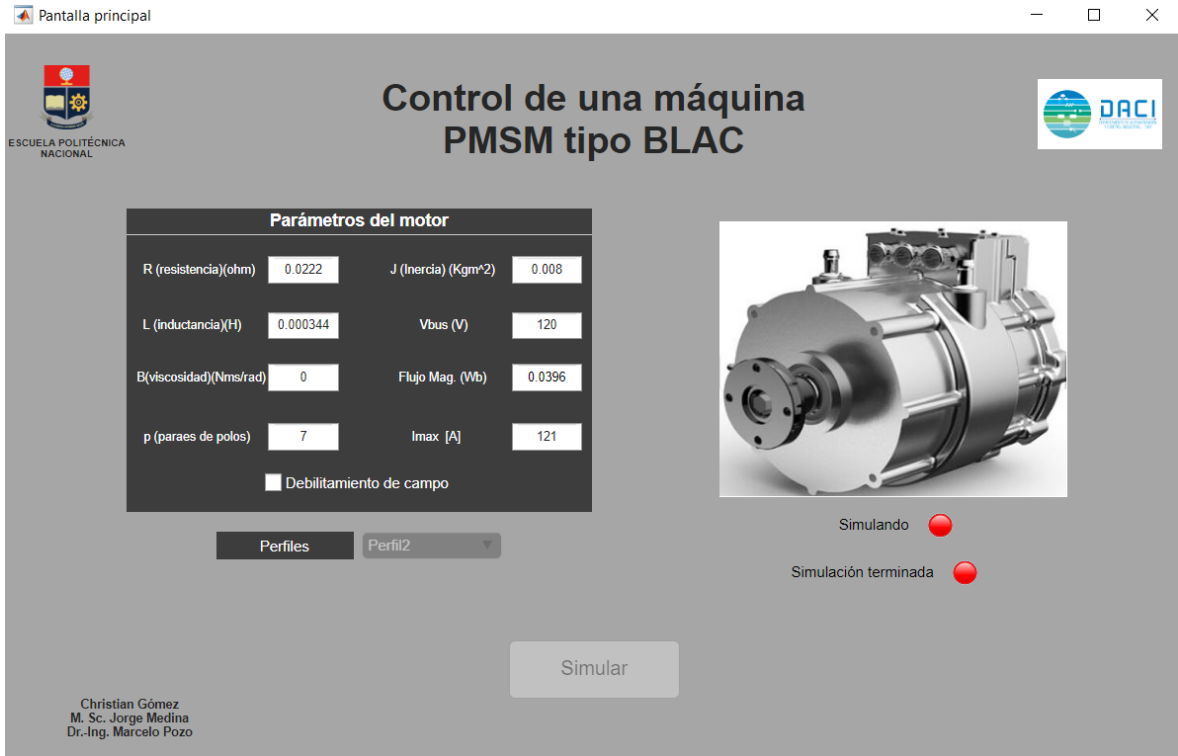 Pantalla principal
ESCUELA POLITÉCNICA
NACIONAL
Control de una máquina
PMSM tipo BLAC
DACI
Parámetros del motor
R (resistencia)(ohm) 0.0222 J (Inercia) (Kgm^2) 0.008
L (inductancia)(H) 0.000344 Vbus (V) 120
B(viscosidad)(Nms/rad) 0 Flujo Mag. (Wb) 0.0396
p (paraes de polos) 7 Imax [A] 121
Debilitamiento de campo
Perfiles Perfil2
Simulando
Simulación terminada
Simular
Christian Gómez
M. Sc. Jorge Medina
Dr.-Ing. Marcelo Pozo